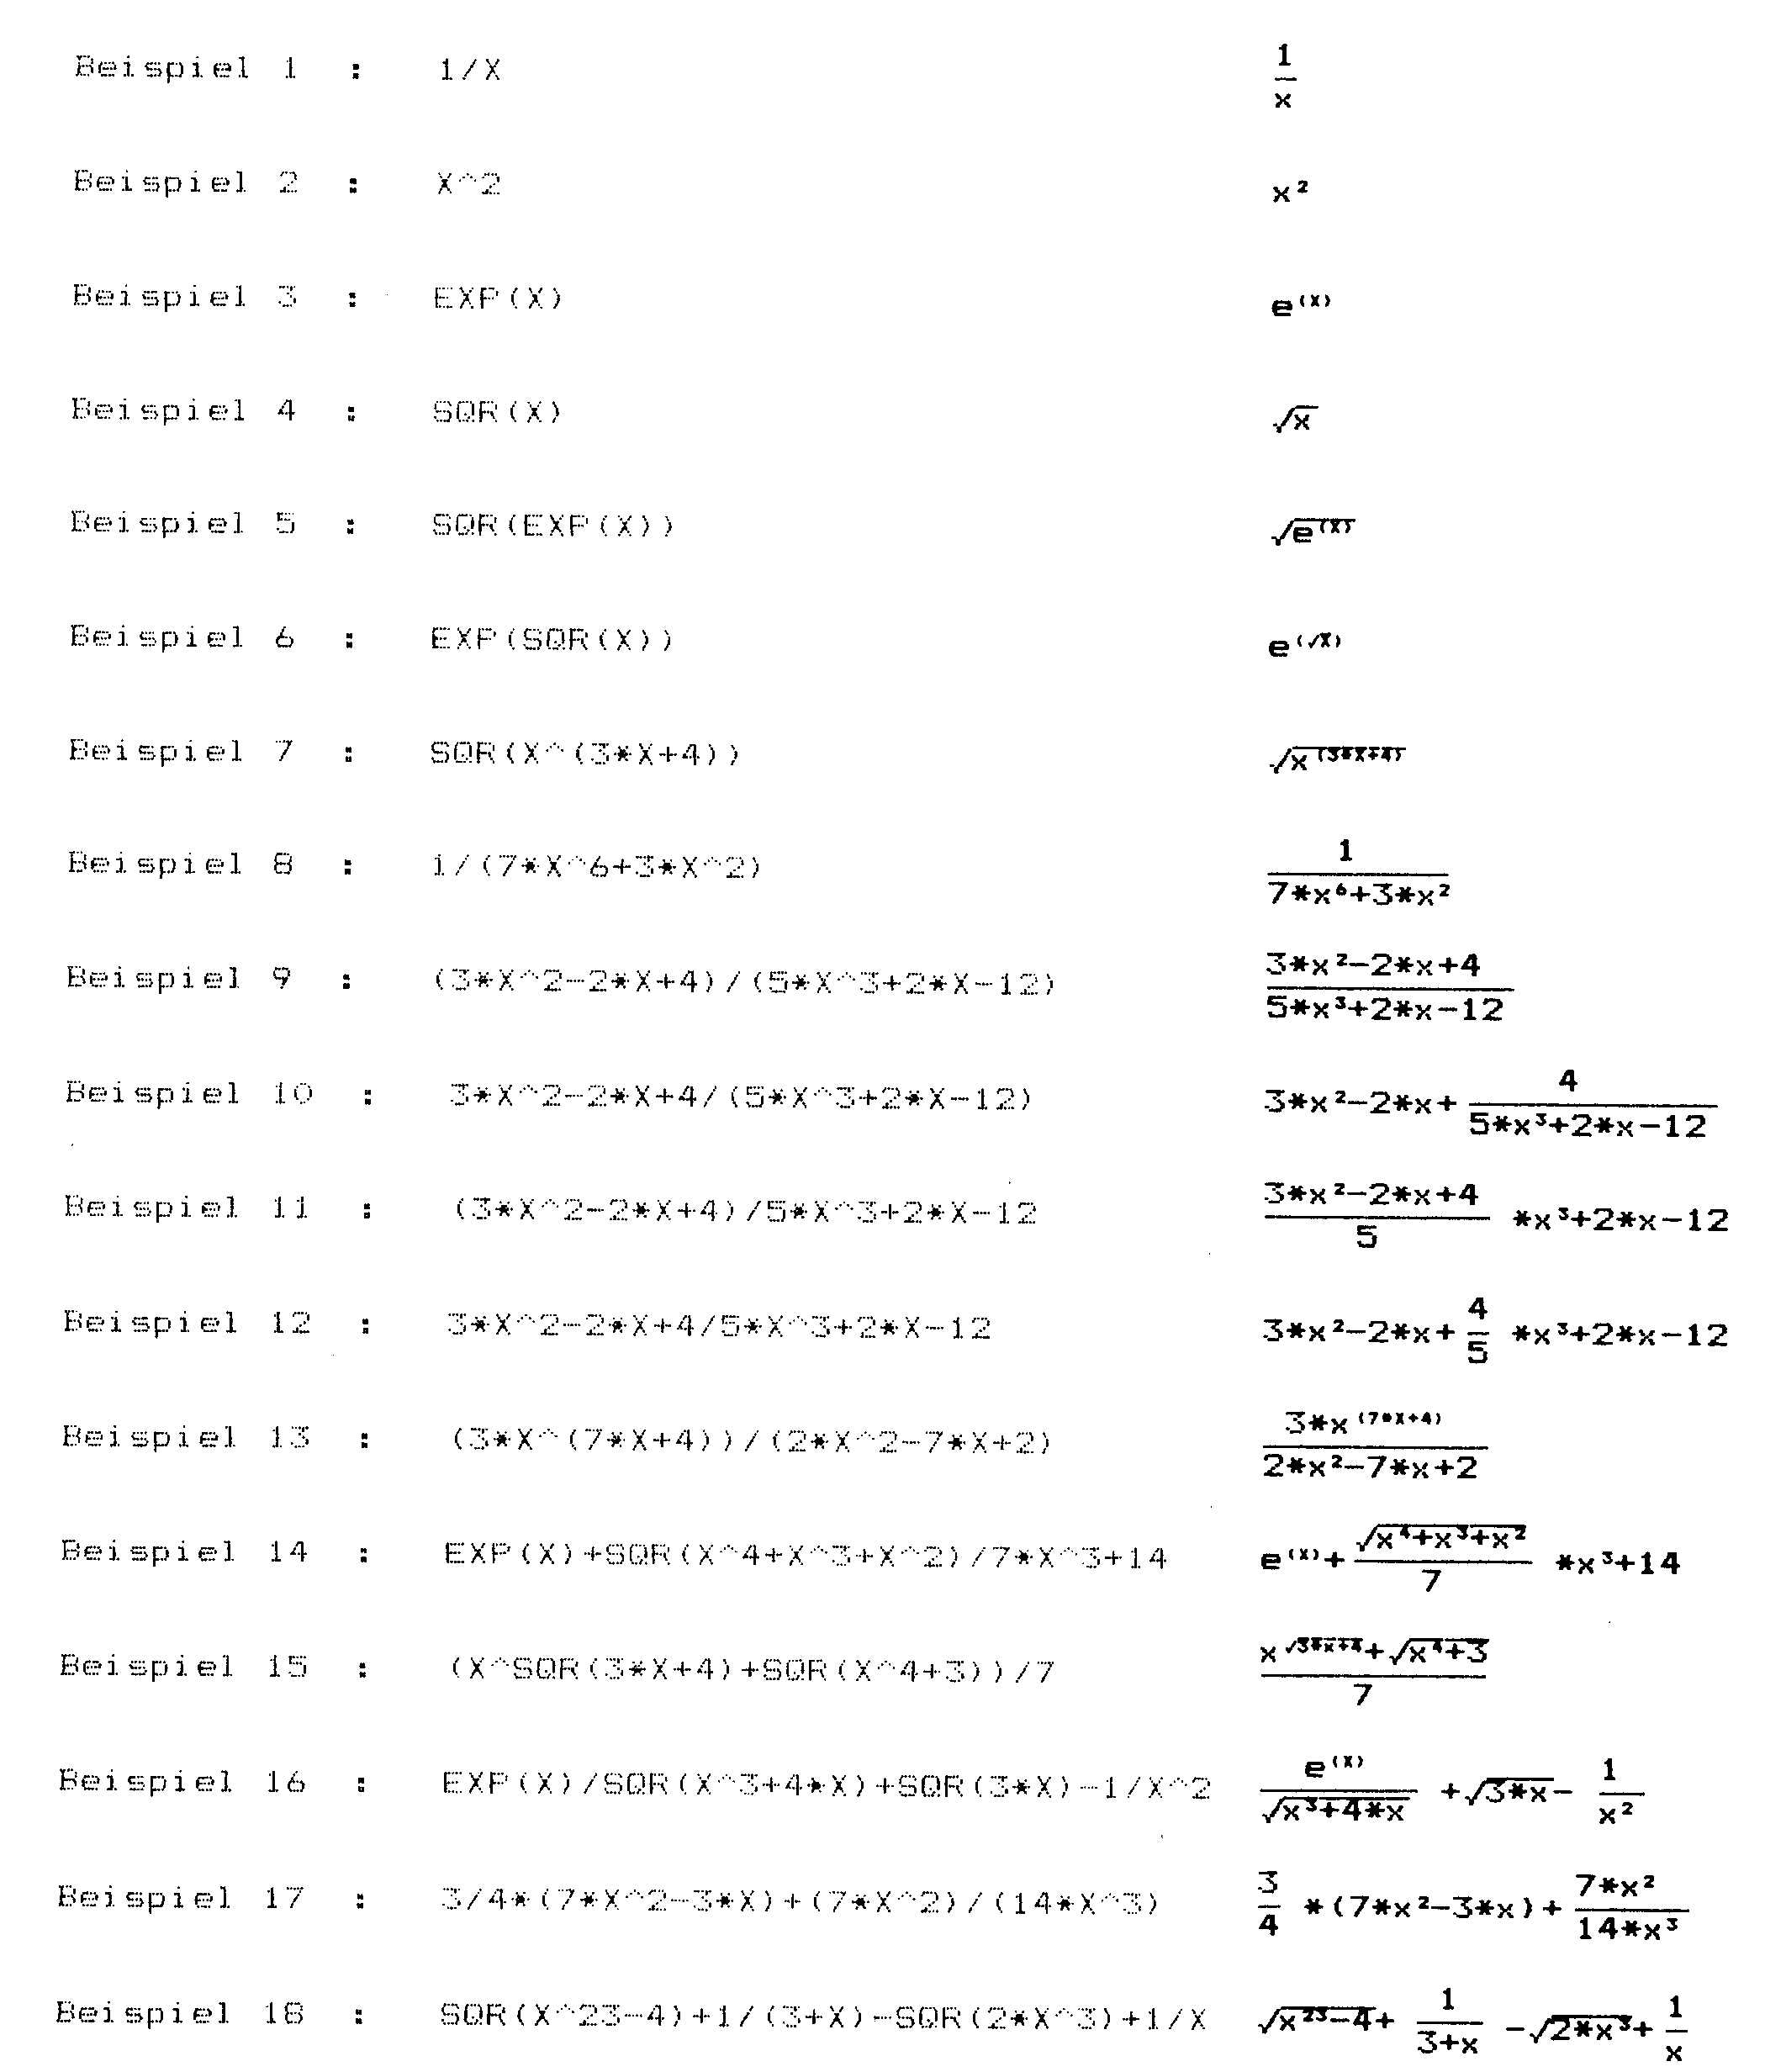 Beispiel 1 : 1/X $\frac{1}{x}$
Beispiel 2 : X^2 $x^2$
Beispiel 3 : EXP(X) $e^{(x)}$
Beispiel 4 : SQR(X) $\sqrt{x}$
Beispiel 5 : SQR(EXP(X)) $\sqrt{e^{(x)}}$
Beispiel 6 : EXP(SQR(X)) $e^{(\sqrt{x})}$
Beispiel 7 : SQR(X^(3*X+4)) $\sqrt{x^{(3*x+4)}}$
Beispiel 8 : 1/(7*X^6+3*X^2) $\frac{1}{7*x^6+3*x^2}$
Beispiel 9 : (3*X^2-2*X+4)/(5*X^3+2*X-12) $\frac{3*x^2-2*x+4}{5*x^3+2*x-12}$
Beispiel 10 : 3*X^2-2*X+4/(5*X^3+2*X-12) $3*x^2-2*x+\frac{4}{5*x^3+2*x-12}$
Beispiel 11 : (3*X^2-2*X+4)/5*X^3+2*X-12 $\frac{3*x^2-2*x+4}{5}*x^3+2*x-12$
Beispiel 12 : 3*X^2-2*X+4/5*X^3+2*X-12 $3*x^2-2*x+\frac{4}{5}*x^3+2*x-12$
Beispiel 13 : (3*X^(7*X+4))/(2*X^2-7*X+2) $\frac{3*x^{(7*x+4)}}{2*x^2-7*x+2}$
Beispiel 14 : EXP(X)+SQR(X^4+X^3+X^2)/7*X^3+14 $e^{(x)}+\frac{\sqrt{x^4+x^3+x^2}}{7}*x^3+14$
Beispiel 15 : (X^SQR(3*X+4)+SQR(X^4+3))/7 $\frac{x^{\sqrt{3*x+4}}+\sqrt{x^4+3}}{7}$
Beispiel 16 : EXP(X)/SQR(X^3+4*X)+SQR(3*X)-1/X^2 $\frac{e^{(x)}}{\sqrt{x^3+4*x}}+\sqrt{3*x}-\frac{1}{x^2}$
Beispiel 17 : 3/4*(7*X^2-3*X)+(7*X^2)/(14*X^3) $\frac{3}{4}*(7*x^2-3*x)+\frac{7*x^2}{14*x^3}$
Beispiel 18 : SQR(X^23-4)+1/(3+X)-SQR(2*X^3)+1/X $\sqrt{x^{23}-4}+\frac{1}{3+x}-\sqrt{2*x^3}+\frac{1}{x}$